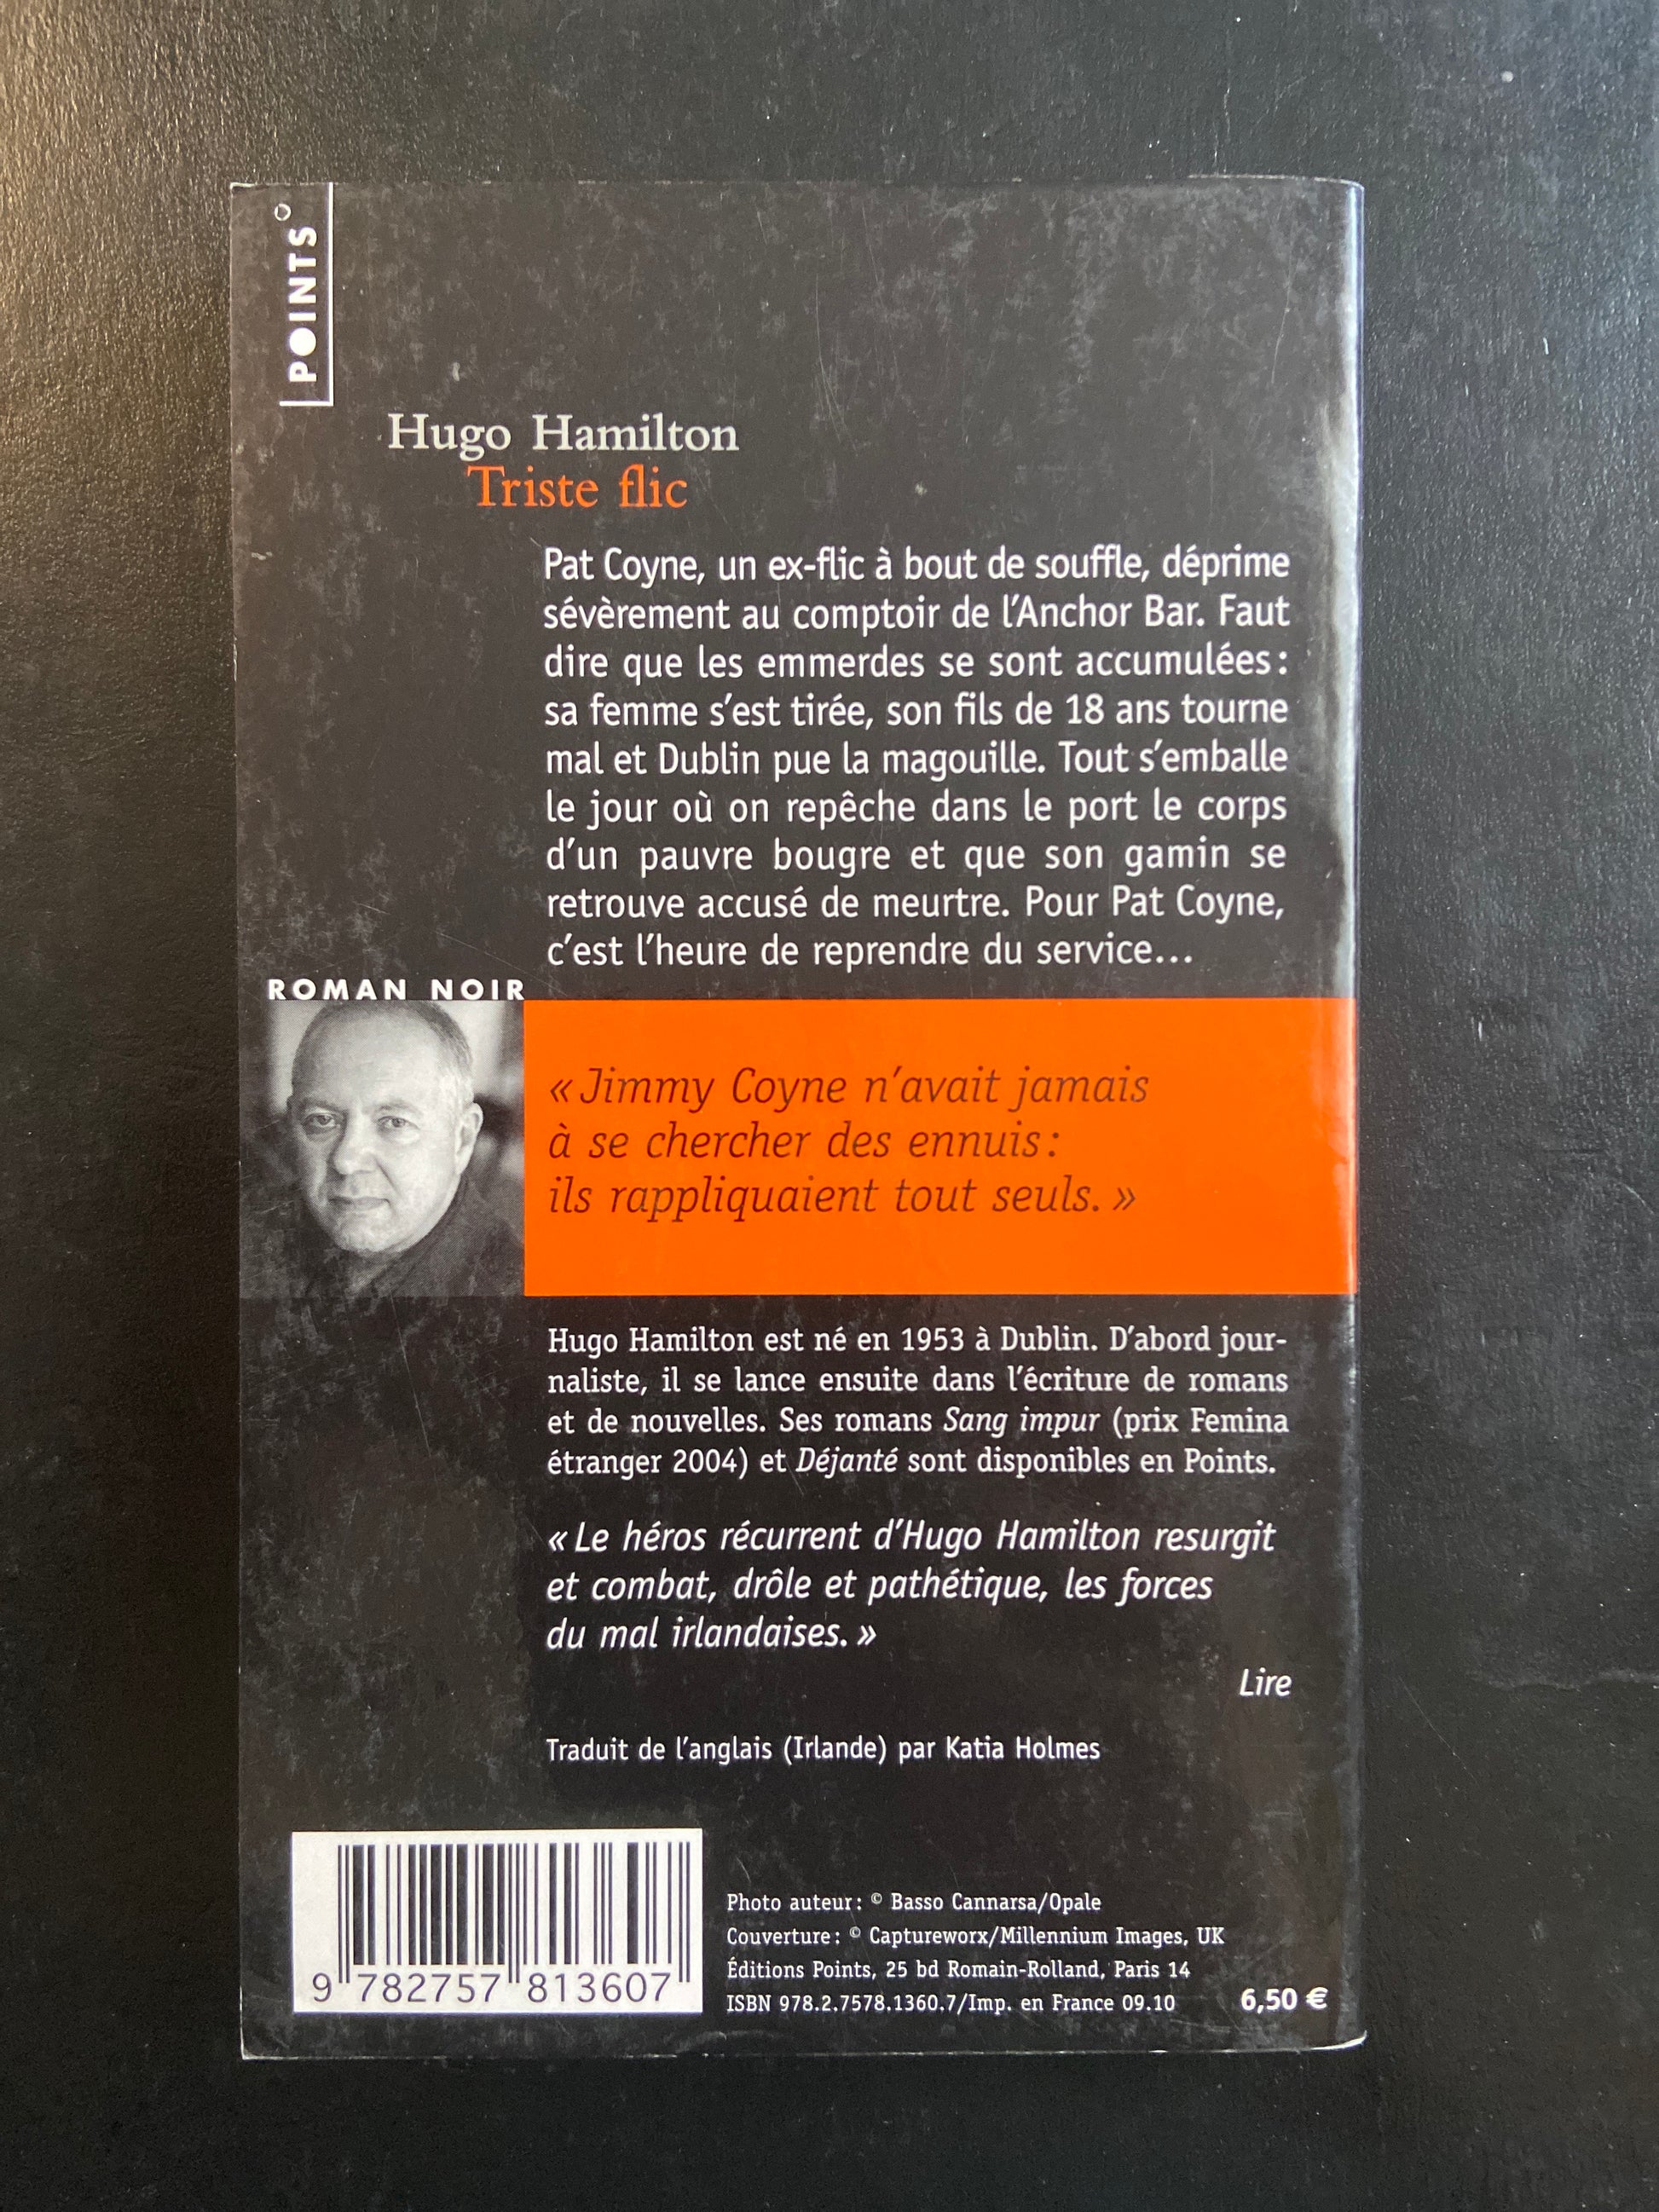 POINTS
Hugo Hamilton
Triste flic
Pat Coyne, un ex-flic à bout de souffle, déprime
sévèrement au comptoir de l'Anchor Bar. Faut
dire que les emmerdes se sont accumulées :
sa femme s'est tirée, son fils de 18 ans tourne
mal et Dublin pue la magouille. Tout s'emballe
le jour où on repêche dans le port le corps
d'un pauvre bougre et que son gamin se
retrouve accusé de meurtre. Pour Pat Coyne,
c'est l'heure de reprendre du service...
ROMAN NOIR
« Jimmy Coyne n'avait jamais
à se chercher des ennuis :
ils rappliquaient tout seuls. »
Hugo Hamilton est né en 1953 à Dublin. D'abord jour-
naliste, il se lance ensuite dans l'écriture de romans
et de nouvelles. Ses romans Sang impur (prix Femina
étranger 2004) et Déjanté sont disponibles en Points.
« Le héros récurrent d'Hugo Hamilton resurgit
et combat, drôle et pathétique, les forces
du mal irlandaises. »
Lire
Traduit de l'anglais (Irlande) par Katia Holmes
Photo auteur : © Basso Cannarsa/Opale
Couverture : © Captureworx/Millennium Images, UK
Éditions Points, 25 bd Romain-Rolland, Paris 14
ISBN 978.2.7578.1360.7/Imp. en France 09.10
6,50 €
9 782757 813607